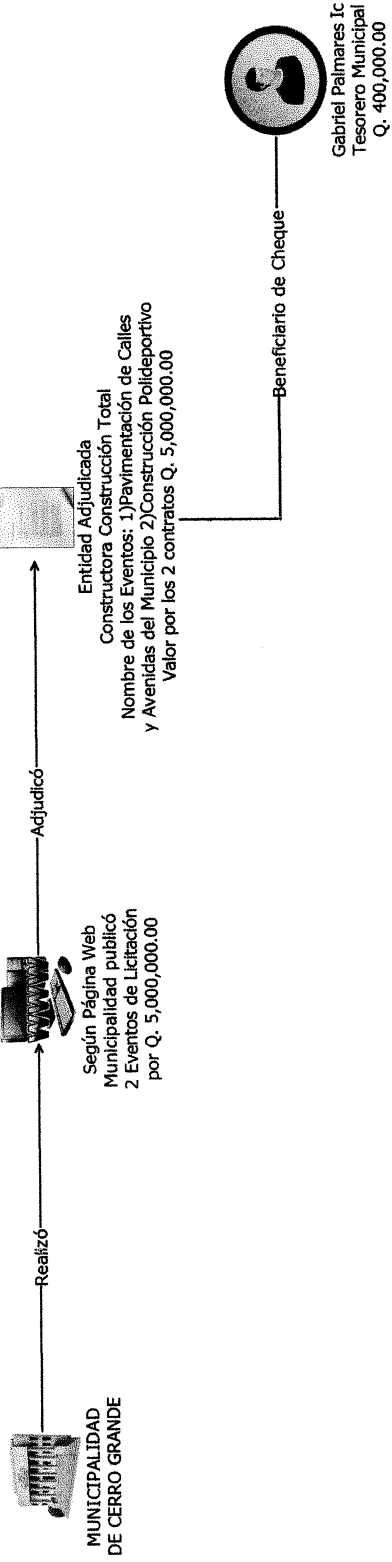 MUNICIPALIDAD
DE CERRO GRANDE
Realizó
Según Página Web
Municipalidad publicó
2 Eventos de Licitación
por Q. 5,000,000.00
Adjudicó
Entidad Adjudicada
Constructora Construcción Total
Nombre de los Eventos: 1)Pavimentación de Calles
y Avenidas del Municipio 2)Construcción Polideportivo
Valor por los 2 contratos Q. 5,000,000.00
Beneficiario de Cheque
Gabriel Palmares Ic
Tesorero Municipal
Q. 400,000.00